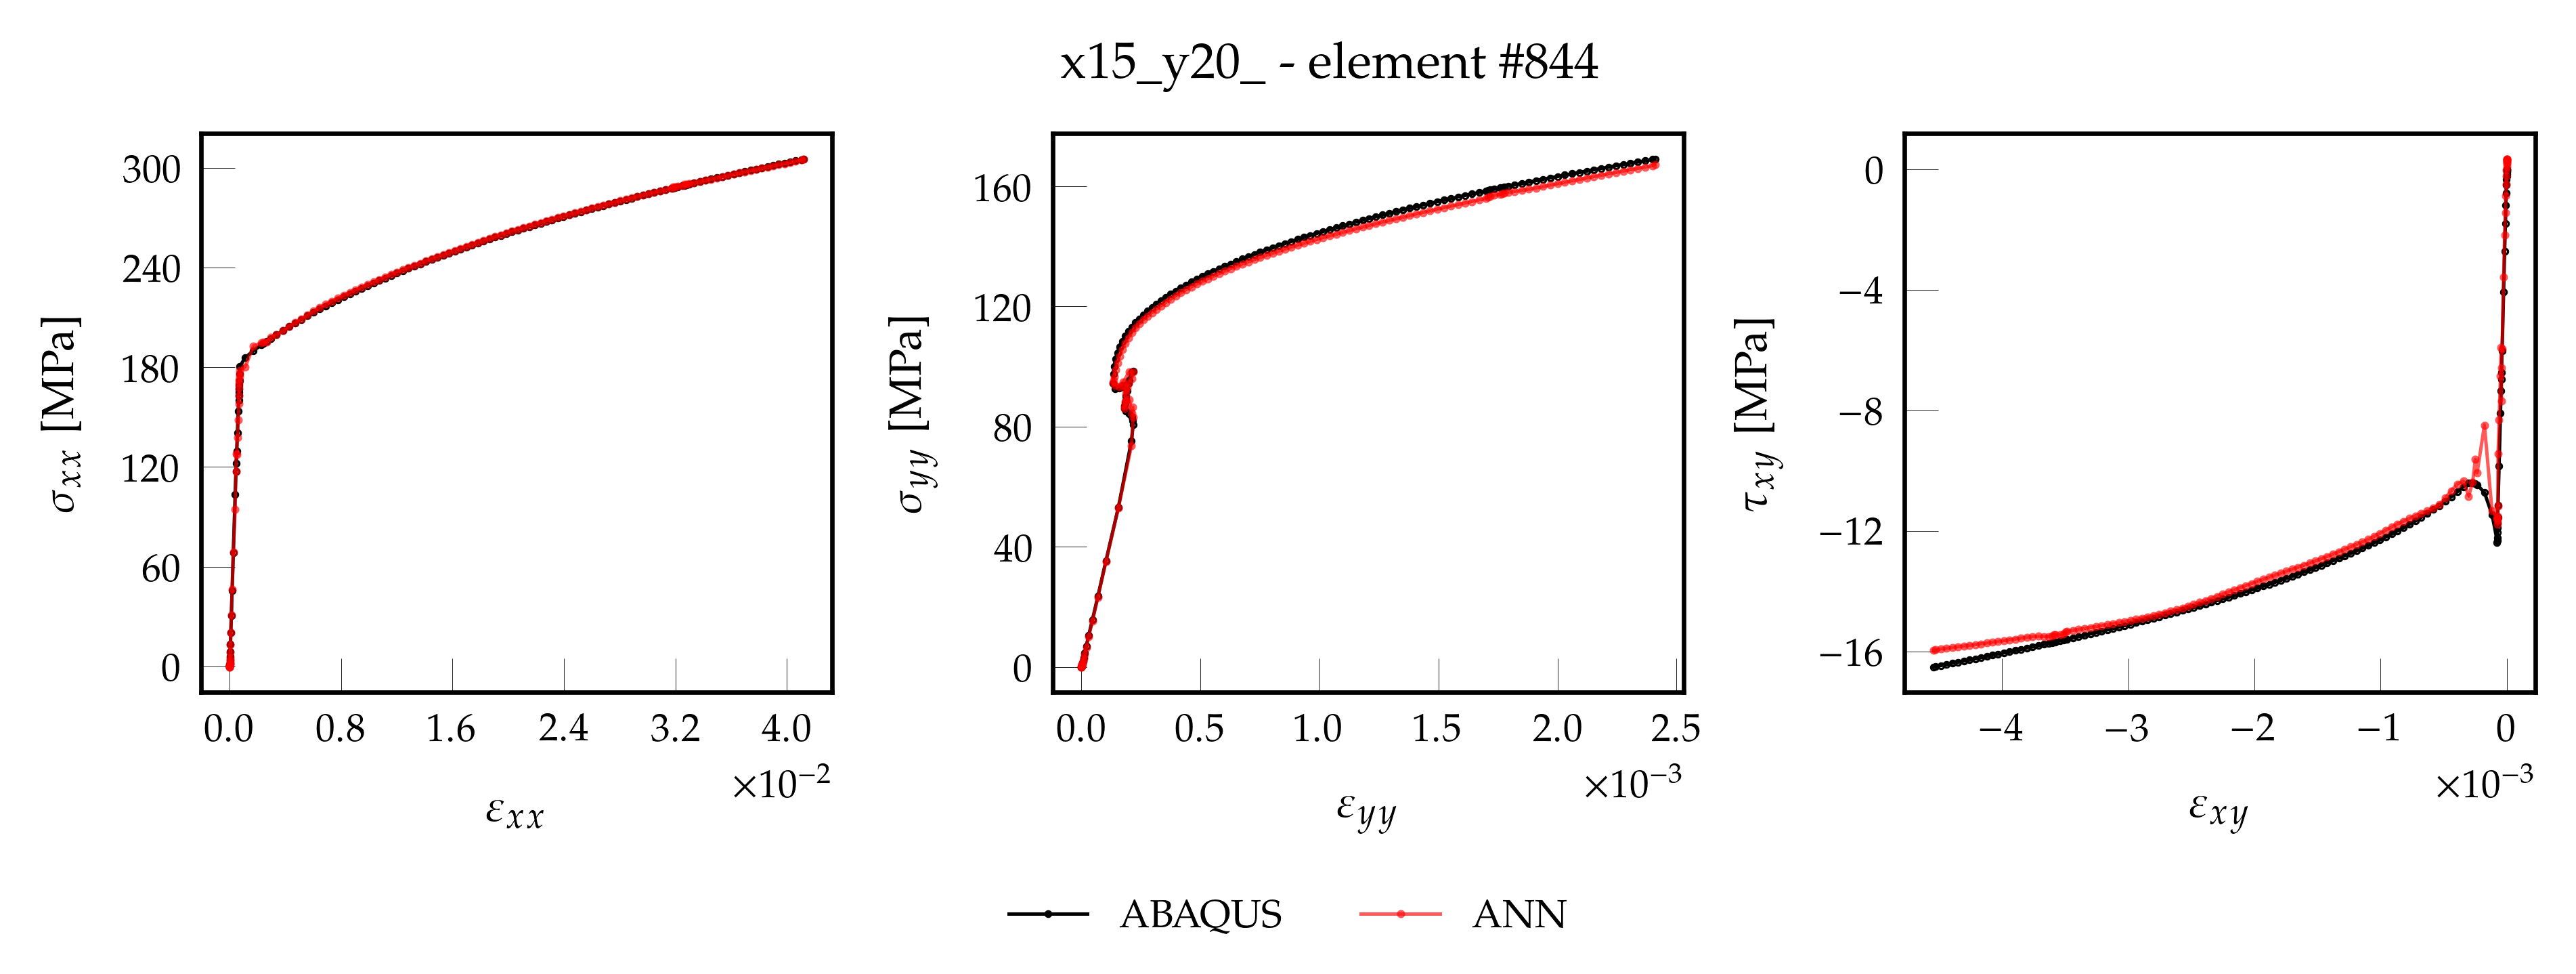 x15_y20_ - element #844
σxx [MPa]
300
240
180
120
60
0
0.0 0.8 1.6 2.4 3.2 4.0
×10−2
εxx
σyy [MPa]
160
120
80
40
0
0.0 0.5 1.0 1.5 2.0 2.5
×10−3
εyy
τxy [MPa]
0
−4
−8
−12
−16
−4 −3 −2 −1 0
×10−3
εxy
ABAQUS ANN